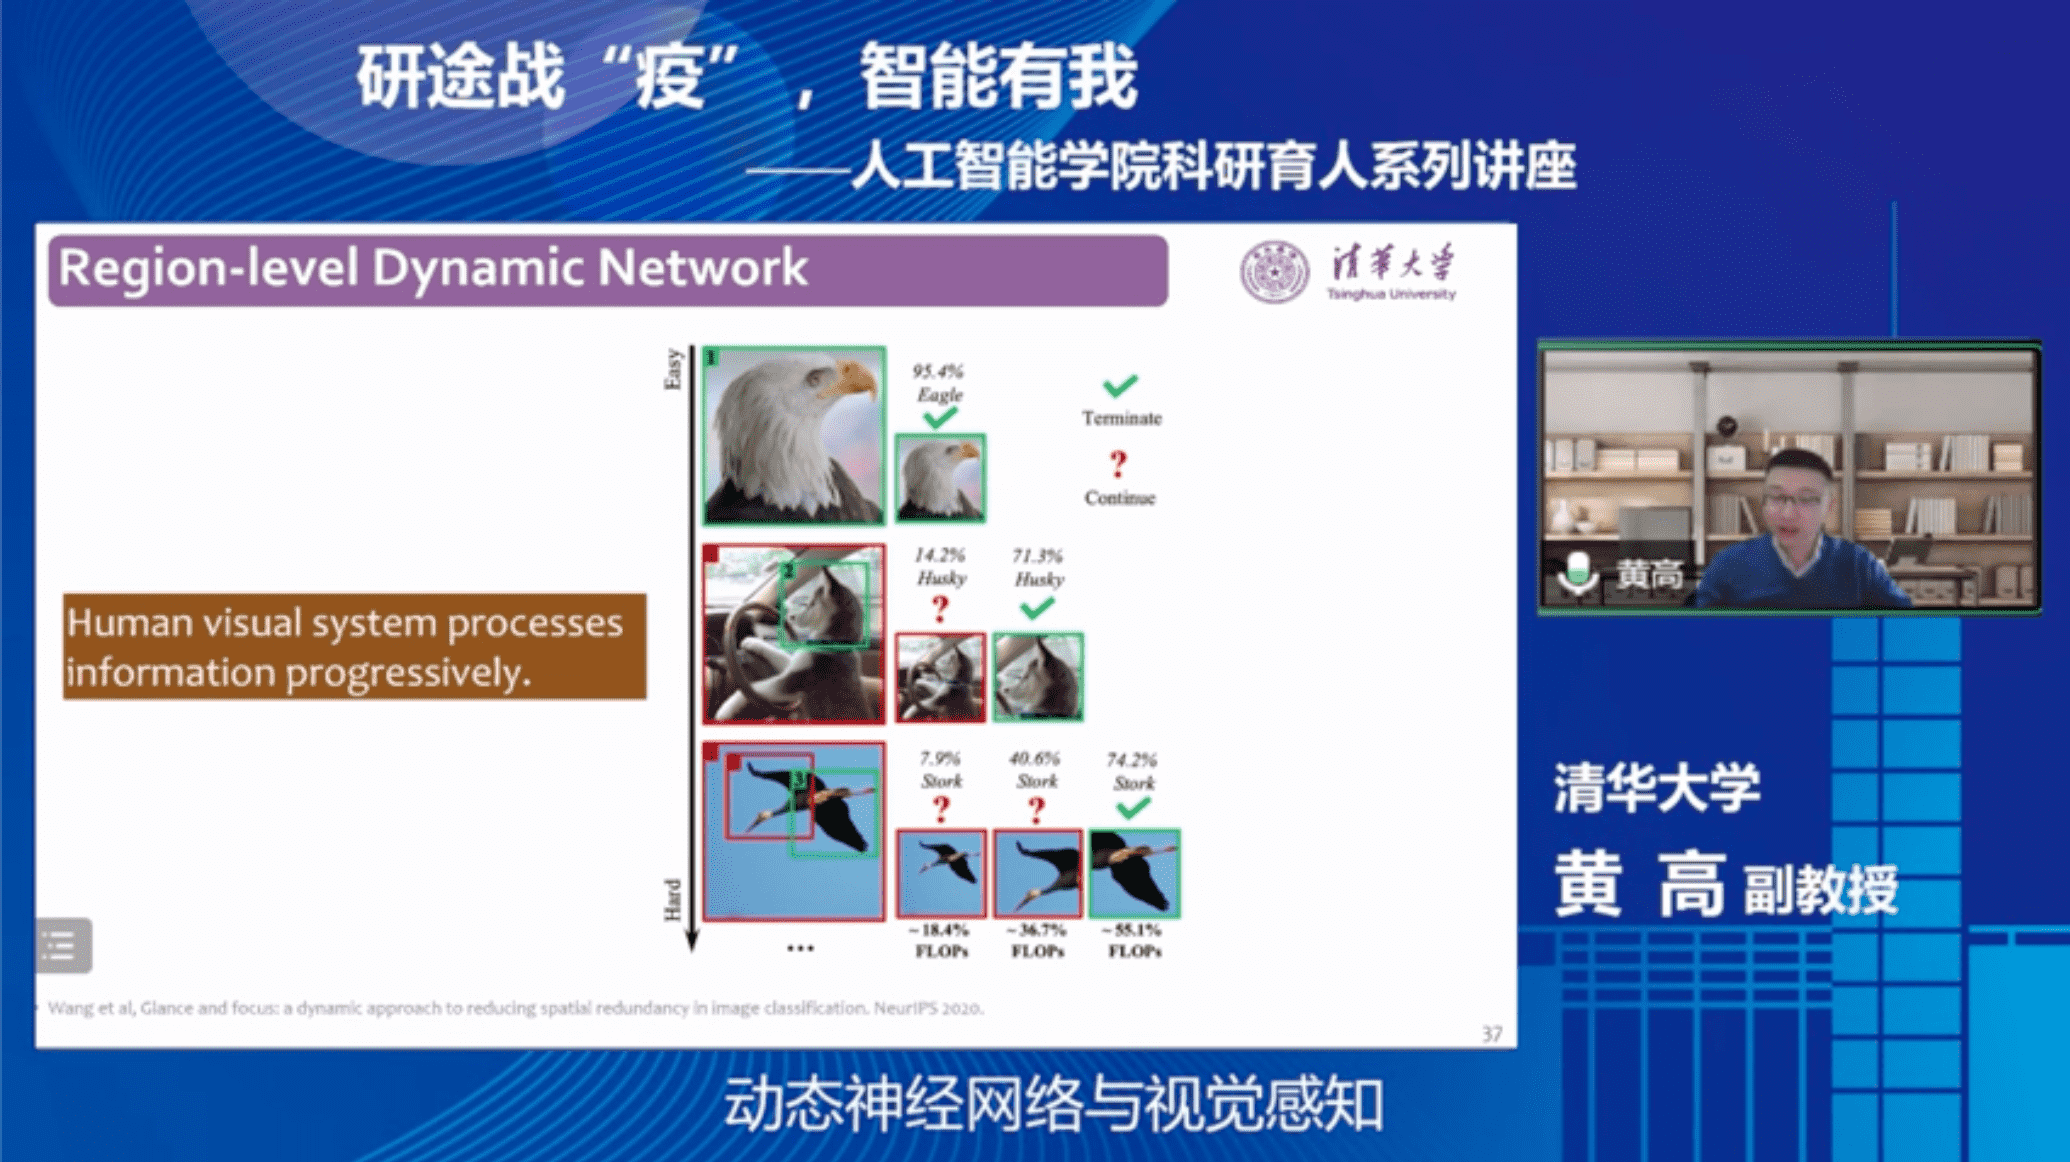 研途战“疫”，智能有我
——人工智能学院科研育人系列讲座
Region-level Dynamic Network
清华大学
Tsinghua University
Human visual system processes
information progressively.
Easy
1
95.4%
Eagle
Terminate
?
Continue
2
14.2%
Husky
?
71.3%
Husky
3
7.9%
Stork
?
40.6%
Stork
?
74.2%
Stork
Hard
...
~18.4%
FLOPs
~36.7%
FLOPs
~55.1%
FLOPs
Wang et al, Glance and focus: a dynamic approach to reducing spatial redundancy in image classification. NeurIPS 2020.
37
黄高
清华大学
黄 高 副教授
动态神经网络与视觉感知